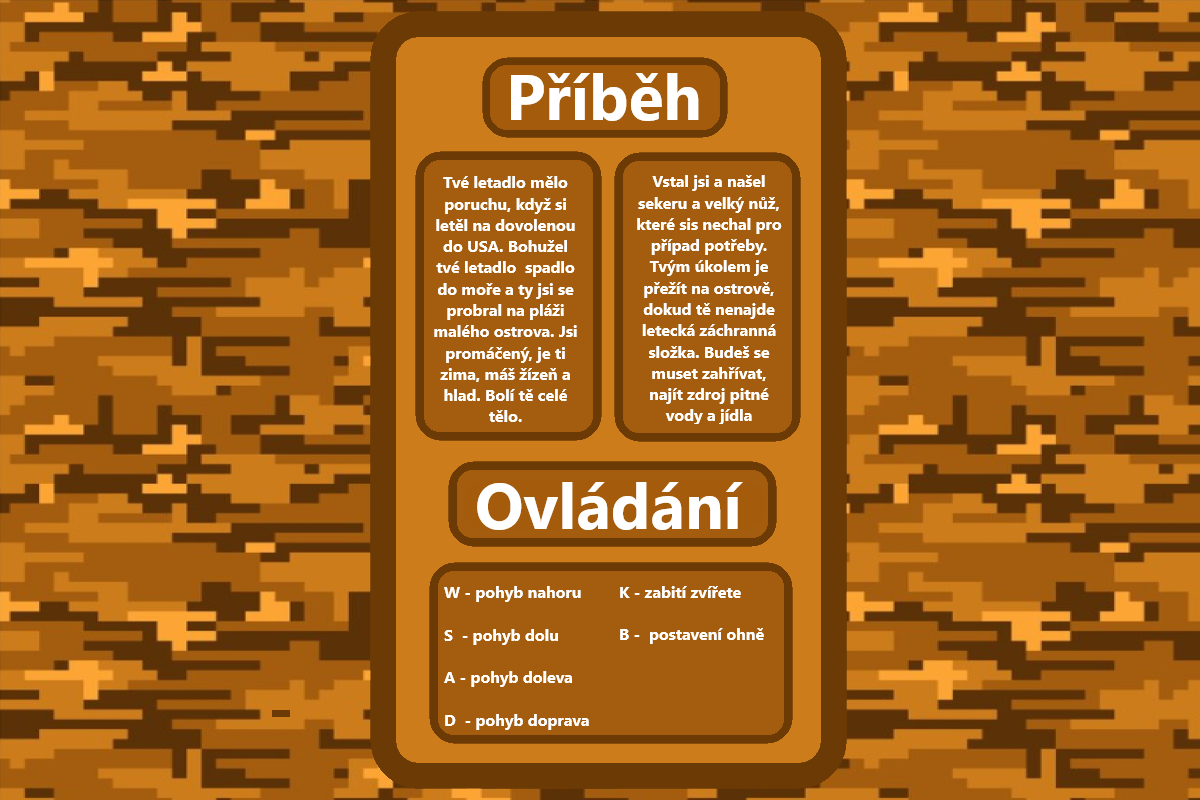 Příběh
Tvé letadlo mělo
poruchu, když si
letěl na dovolenou
do USA. Bohužel
tvé letadlo  spadlo
do moře a ty jsi se
probral na pláži
malého ostrova. Jsi
promáčený, je ti
zima, máš žízeň a
hlad. Bolí tě celé
tělo.
Vstal jsi a našel
sekeru a velký nůž,
které sis nechal pro
případ potřeby.
Tvým úkolem je
přežít na ostrově,
dokud tě nenajde
letecká záchranná
složka. Budeš se
muset zahřívat,
najít zdroj pitné
vody a jídla
Ovládání
W - pohyb nahoru
S  - pohyb dolu
A - pohyb doleva
D  - pohyb doprava
K - zabití zvířete
B -  postavení ohně